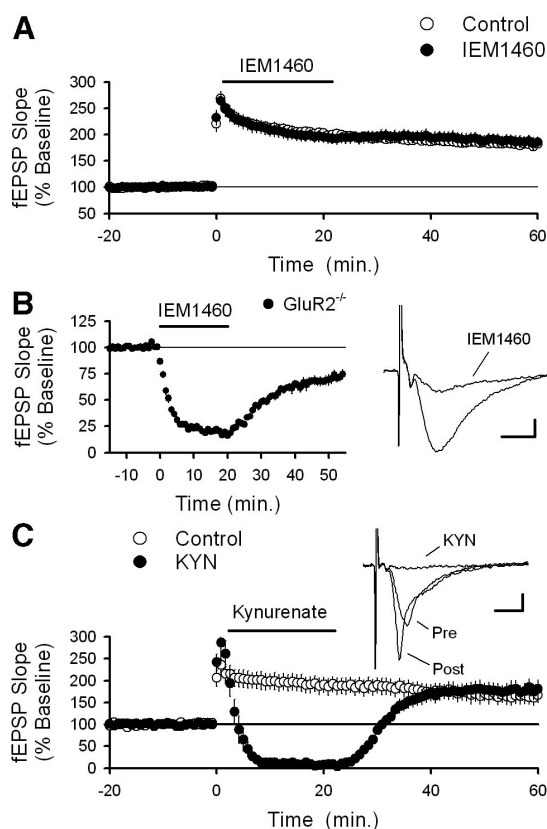 A
Control
IEM1460
IEM1460
fEPSP Slope
(% Baseline)
300
250
200
150
100
50
-20
0
20
40
60
Time (min.)
B
IEM1460
GluR2-/-
fEPSP Slope
(% Baseline)
125
100
75
50
25
0
-10
0
10
20
30
40
50
Time (min.)
IEM1460
C
Control
KYN
Kynurenate
fEPSP Slope
(% Baseline)
300
250
200
150
100
50
0
-20
0
20
40
60
Time (min.)
KYN
Pre
Post